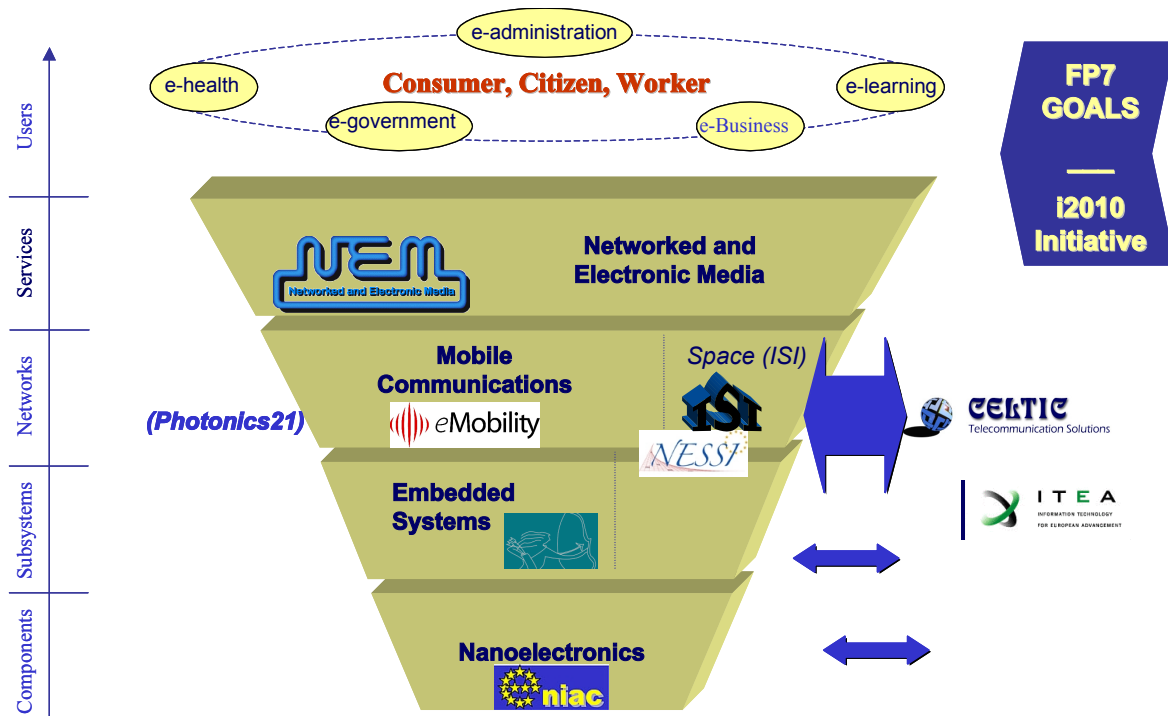 e-administration
e-health
Consumer, Citizen, Worker
e-learning
e-government
e-Business
FP7
GOALS
i2010
Initiative
Users
Services
Networks
Subsystems
Components
NEM
Networked and Electronic Media
Networked and
Electronic Media
Mobile
Communications
eMobility
Space (ISI)
ISI
NESSI
(Photonics21)
CELTIC
Telecommunication Solutions
Embedded
Systems
ITEA
INFORMATION TECHNOLOGY
FOR EUROPEAN ADVANCEMENT
Nanoelectronics
eniac